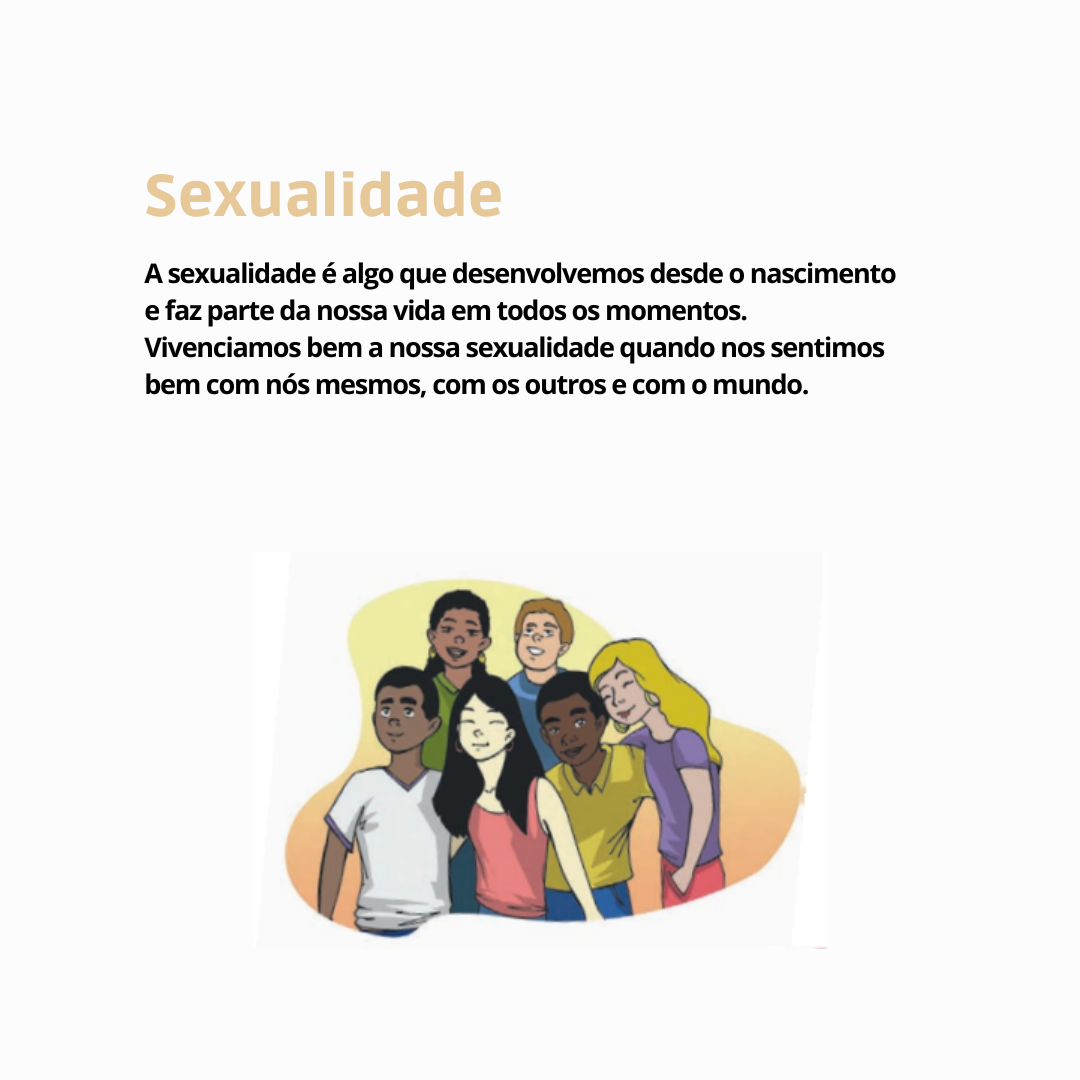 Sexualidade
A sexualidade é algo que desenvolvemos desde o nascimento
e faz parte da nossa vida em todos os momentos.
Vivenciamos bem a nossa sexualidade quando nos sentimos
bem com nós mesmos, com os outros e com o mundo.